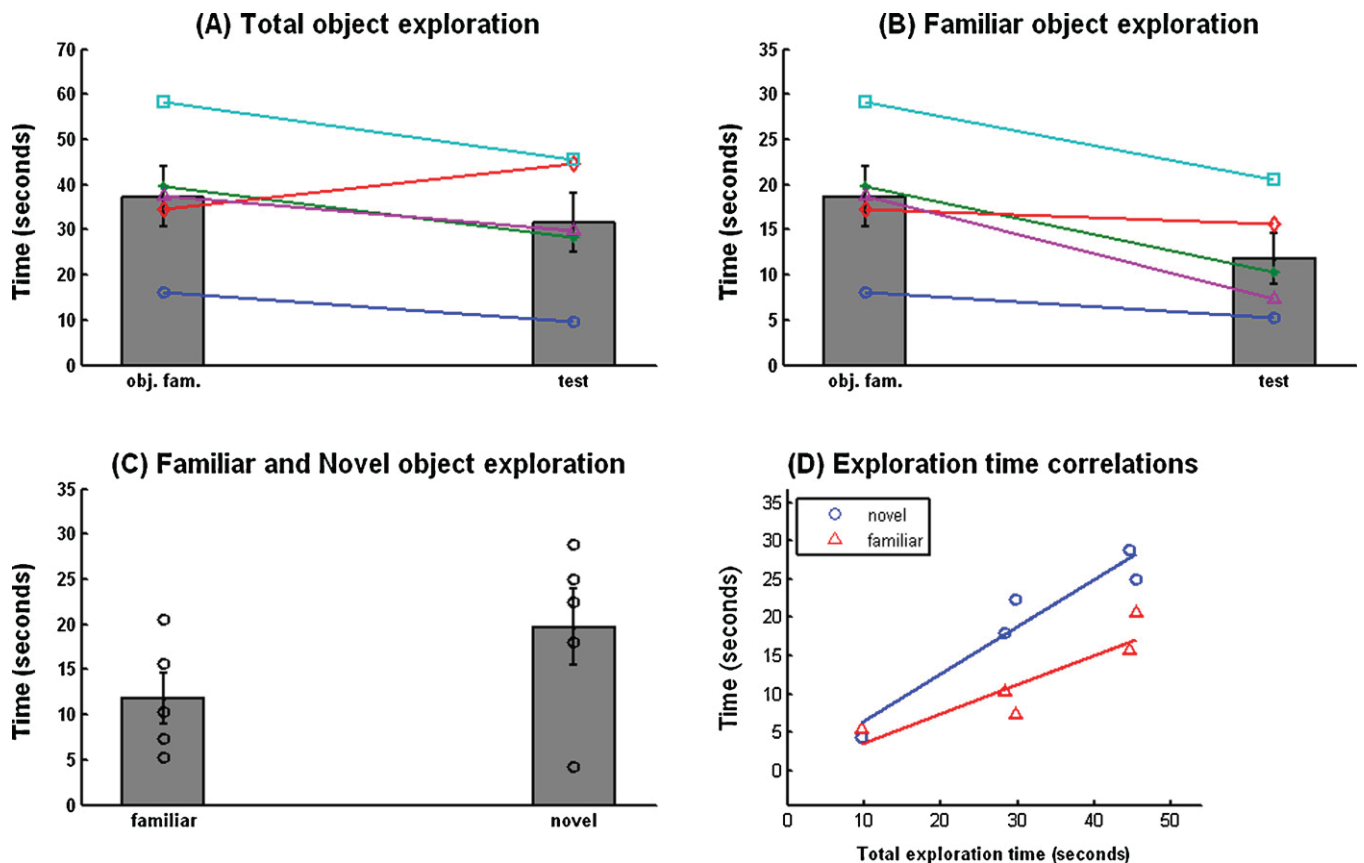 (A) Total object exploration
70
60
50
40
30
20
10
0
Time (seconds)
obj. fam.
test
(B) Familiar object exploration
35
30
25
20
15
10
5
0
Time (seconds)
obj. fam.
test
(C) Familiar and Novel object exploration
35
30
25
20
15
10
5
0
Time (seconds)
familiar
novel
(D) Exploration time correlations
novel
familiar
35
30
25
20
15
10
5
0
Time (seconds)
0 10 20 30 40 50
Total exploration time (seconds)